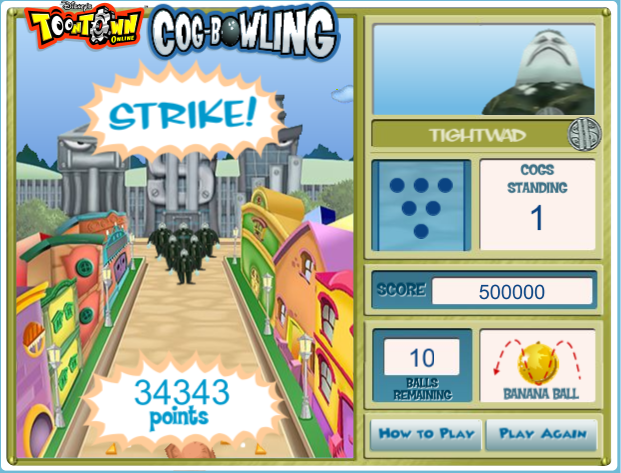 Disney's
TOONTOWN
ONLINE
COG-BOWLING
STRIKE!
TIGHTWAD
COGS
STANDING
1
SCORE 500000
10
BALLS
REMAINING
BANANA BALL
34343
points
HOW TO PLAY
PLAY AGAIN